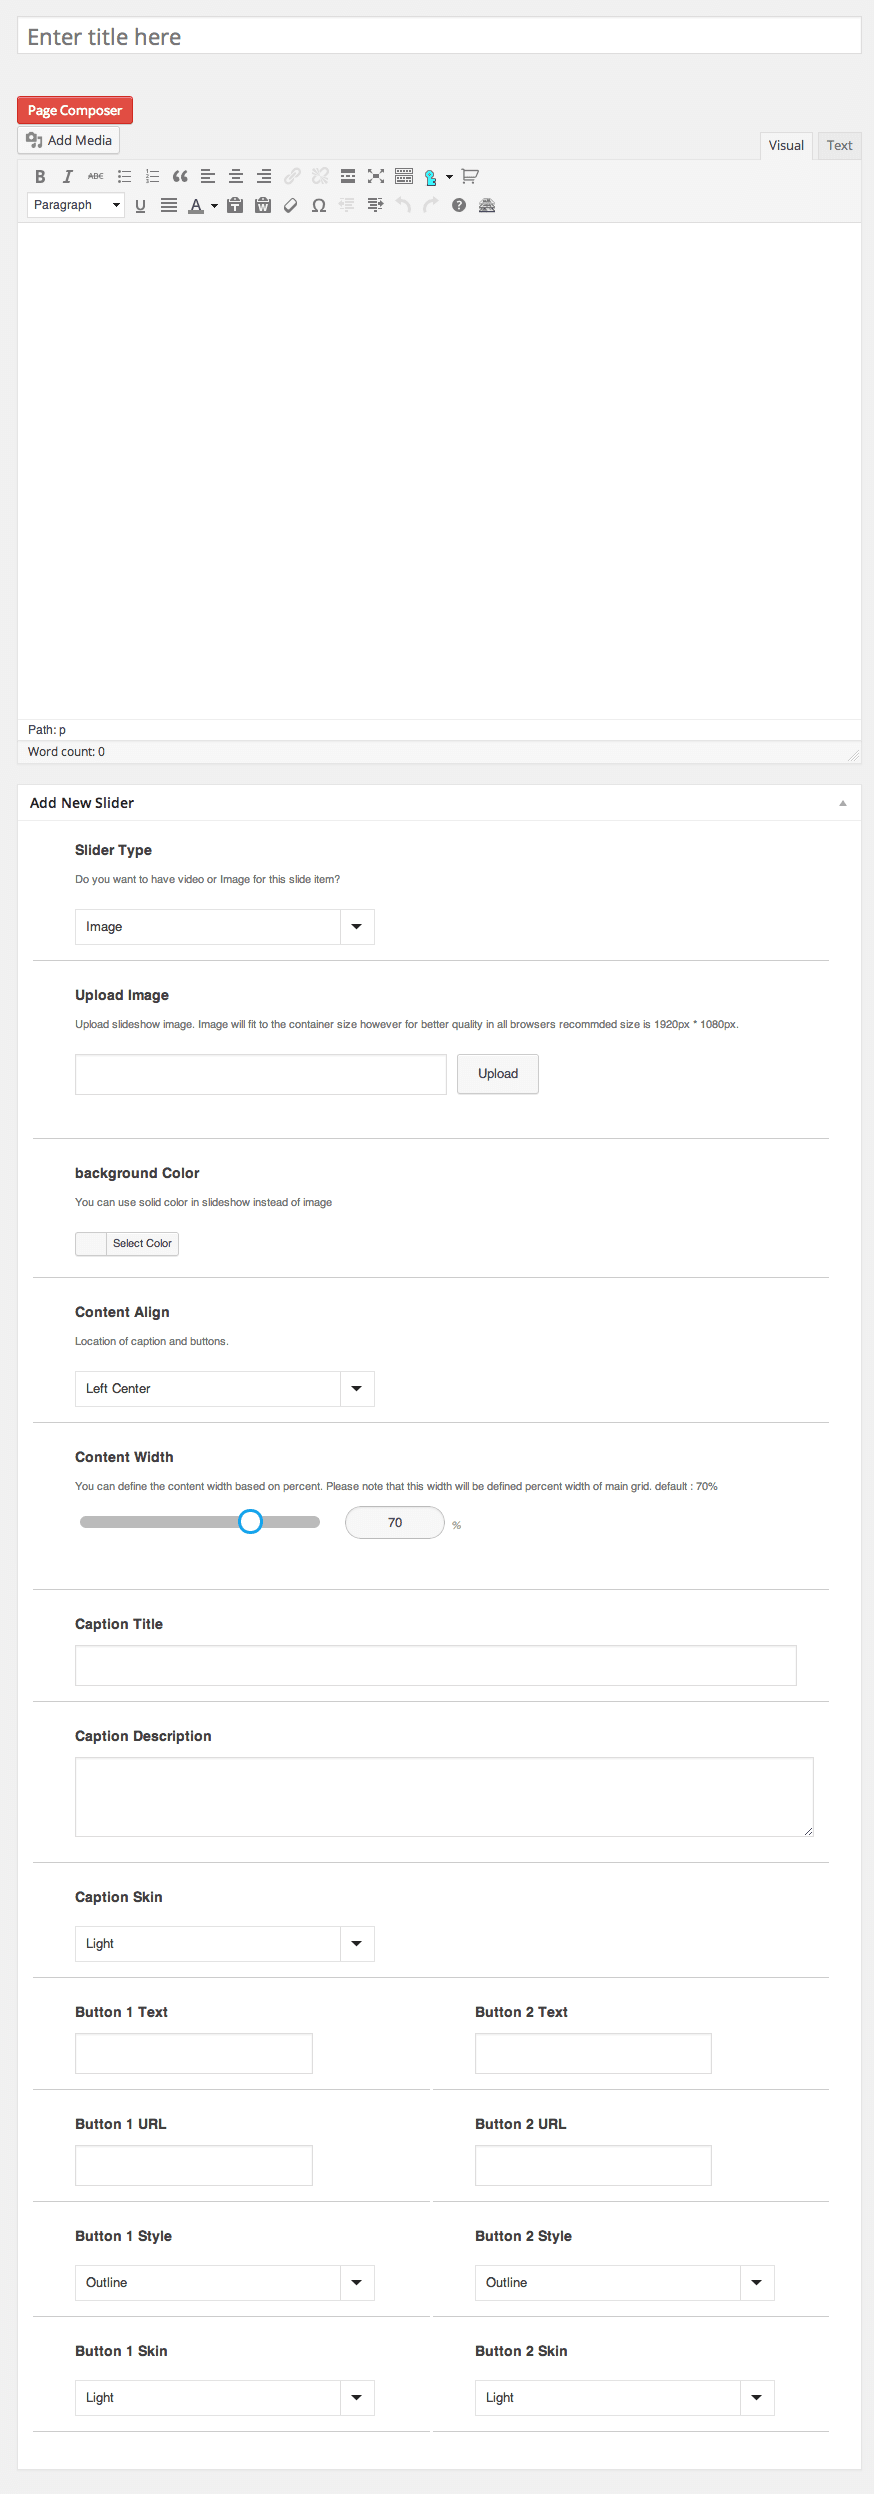 Enter title here
Page Composer
Add Media
Visual Text
B I ABC
Paragraph U A T W Ω ?
Path: p
Word count: 0
Add New Slider
Slider Type
Do you want to have video or Image for this slide item?
Image
Upload Image
Upload slideshow image. Image will fit to the container size however for better quality in all browsers recommded size is 1920px * 1080px.
Upload
background Color
You can use solid color in slideshow instead of image
Select Color
Content Align
Location of caption and buttons.
Left Center
Content Width
You can define the content width based on percent. Please note that this width will be defined percent width of main grid. default : 70%
70 %
Caption Title
Caption Description
Caption Skin
Light
Button 1 Text Button 2 Text
Button 1 URL Button 2 URL
Button 1 Style Button 2 Style
Outline Outline
Button 1 Skin Button 2 Skin
Light Light